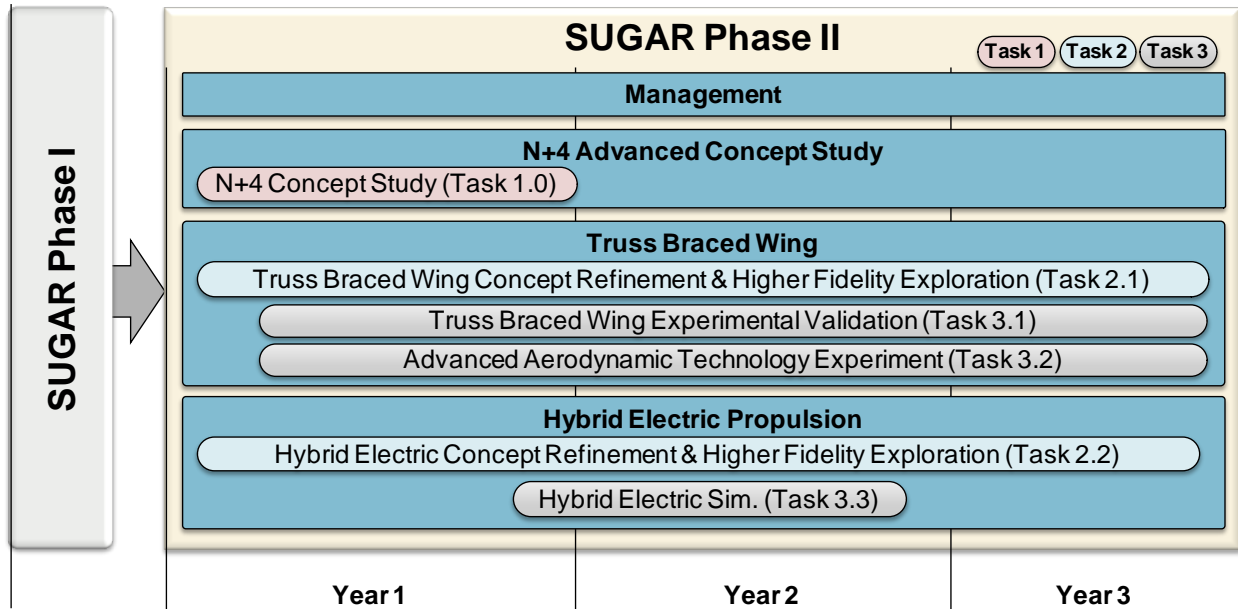 SUGAR Phase I
SUGAR Phase II
Task 1
Task 2
Task 3
Management
N+4 Advanced Concept Study
N+4 Concept Study (Task 1.0)
Truss Braced Wing
Truss Braced Wing Concept Refinement & Higher Fidelity Exploration (Task 2.1)
Truss Braced Wing Experimental Validation (Task 3.1)
Advanced Aerodynamic Technology Experiment (Task 3.2)
Hybrid Electric Propulsion
Hybrid Electric Concept Refinement & Higher Fidelity Exploration (Task 2.2)
Hybrid Electric Sim. (Task 3.3)
Year 1
Year 2
Year 3